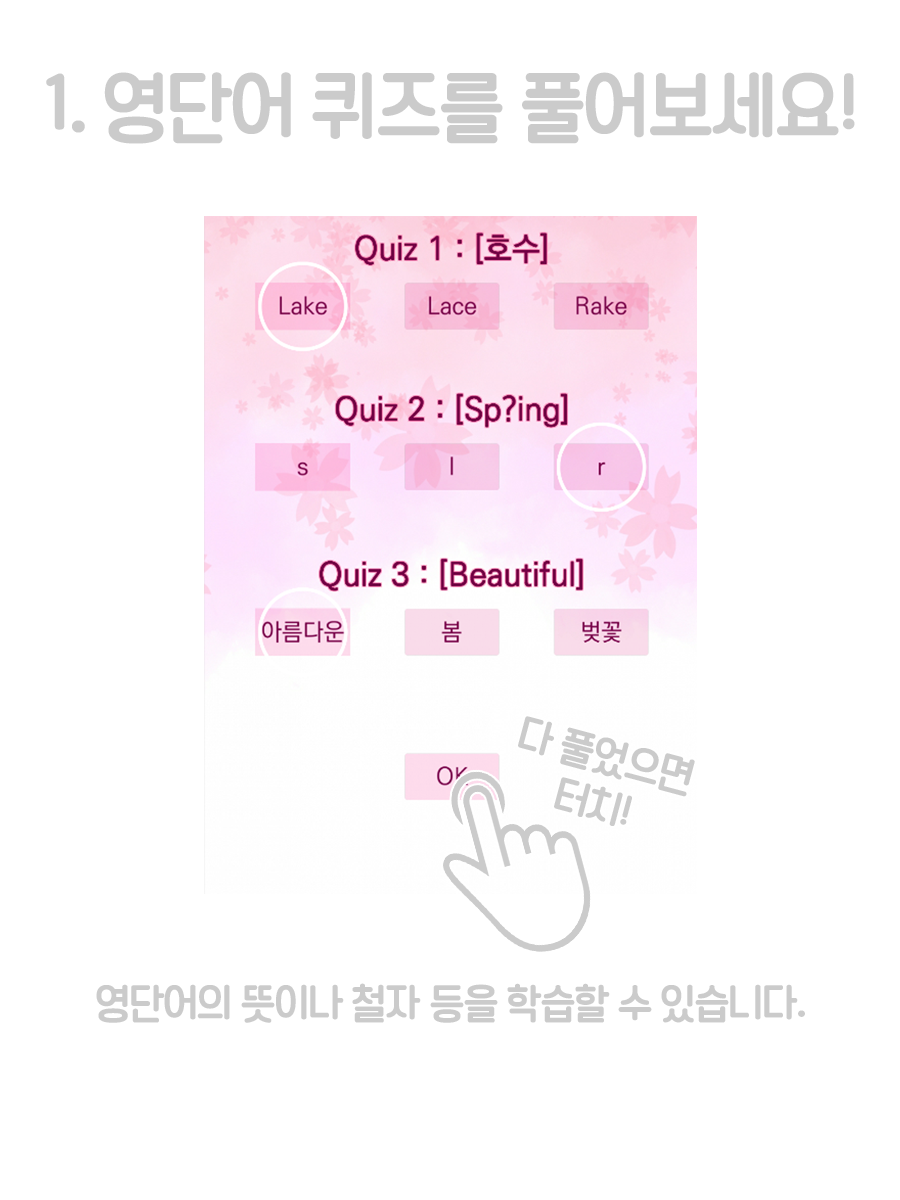 1. 영단어 퀴즈를 풀어보세요!
Quiz 1 : [호수]
Lake Lace Rake
Quiz 2 : [Sp?ing]
s l r
Quiz 3 : [Beautiful]
아름다운 봄 벚꽃
OK
다 풀었으면
터치!
영단어의 뜻이나 철자 등을 학습할 수 있습니다.